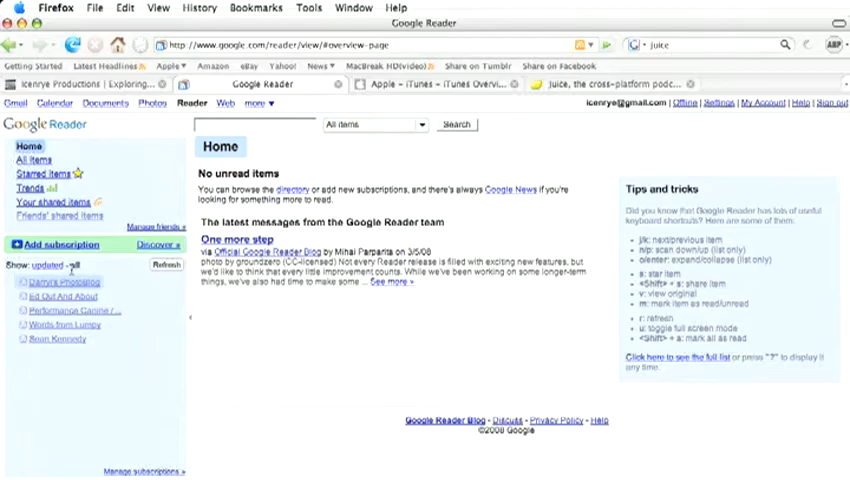 Firefox File Edit View History Bookmarks Tools Window Help
Google Reader
http://www.google.com/reader/view/#overview-page
juice
ABP
Getting Started Latest Headlines Apple Amazon eBay Yahoo! News MacBreak HD(video) Share on Tumblr Share on Facebook
Icenrye Productions | Exploring... Google Reader Apple - iTunes - iTunes Overvi... Juice, the cross-platform podc...
Gmail Calendar Documents Photos Reader Web more
icenrye@gmail.com | Offline | Settings | My Account | Help | Sign out
Google Reader
All items
Search
Home
All items
Starred items
Trends
Your shared items
Friends' shared items
Manage friends »
Add subscription
Discover »
Show: updated - all
Refresh
Darryl's Photoblog
Ed Out And About
Performance Canine /...
Words from Lumpy
Sean Kennedy
Manage subscriptions »
Home
No unread items
You can browse the directory or add new subscriptions, and there's always Google News if you're
looking for something more to read.
The latest messages from the Google Reader team
One more step
via Official Google Reader Blog by Mihai Parparita on 3/5/08
photo by groundzero (CC-licensed) Not every Reader release is filled with exciting new features, but
we'd like to think that every little improvement counts. While we've been working on some longer-term
things, we've also had time to make some ... See more »
Tips and tricks
Did you know that Google Reader has lots of useful
keyboard shortcuts? Here are some of them:
j/k: next/previous item
n/p: scan down/up (list only)
o/enter: expand/collapse (list only)
s: star item
<Shift> + s: share item
v: view original
m: mark item as read/unread
r: refresh
u: toggle full screen mode
<Shift> + a: mark all as read
Click here to see the full list or press "?" to display it
any time.
Google Reader Blog - Discuss - Privacy Policy - Help
©2008 Google